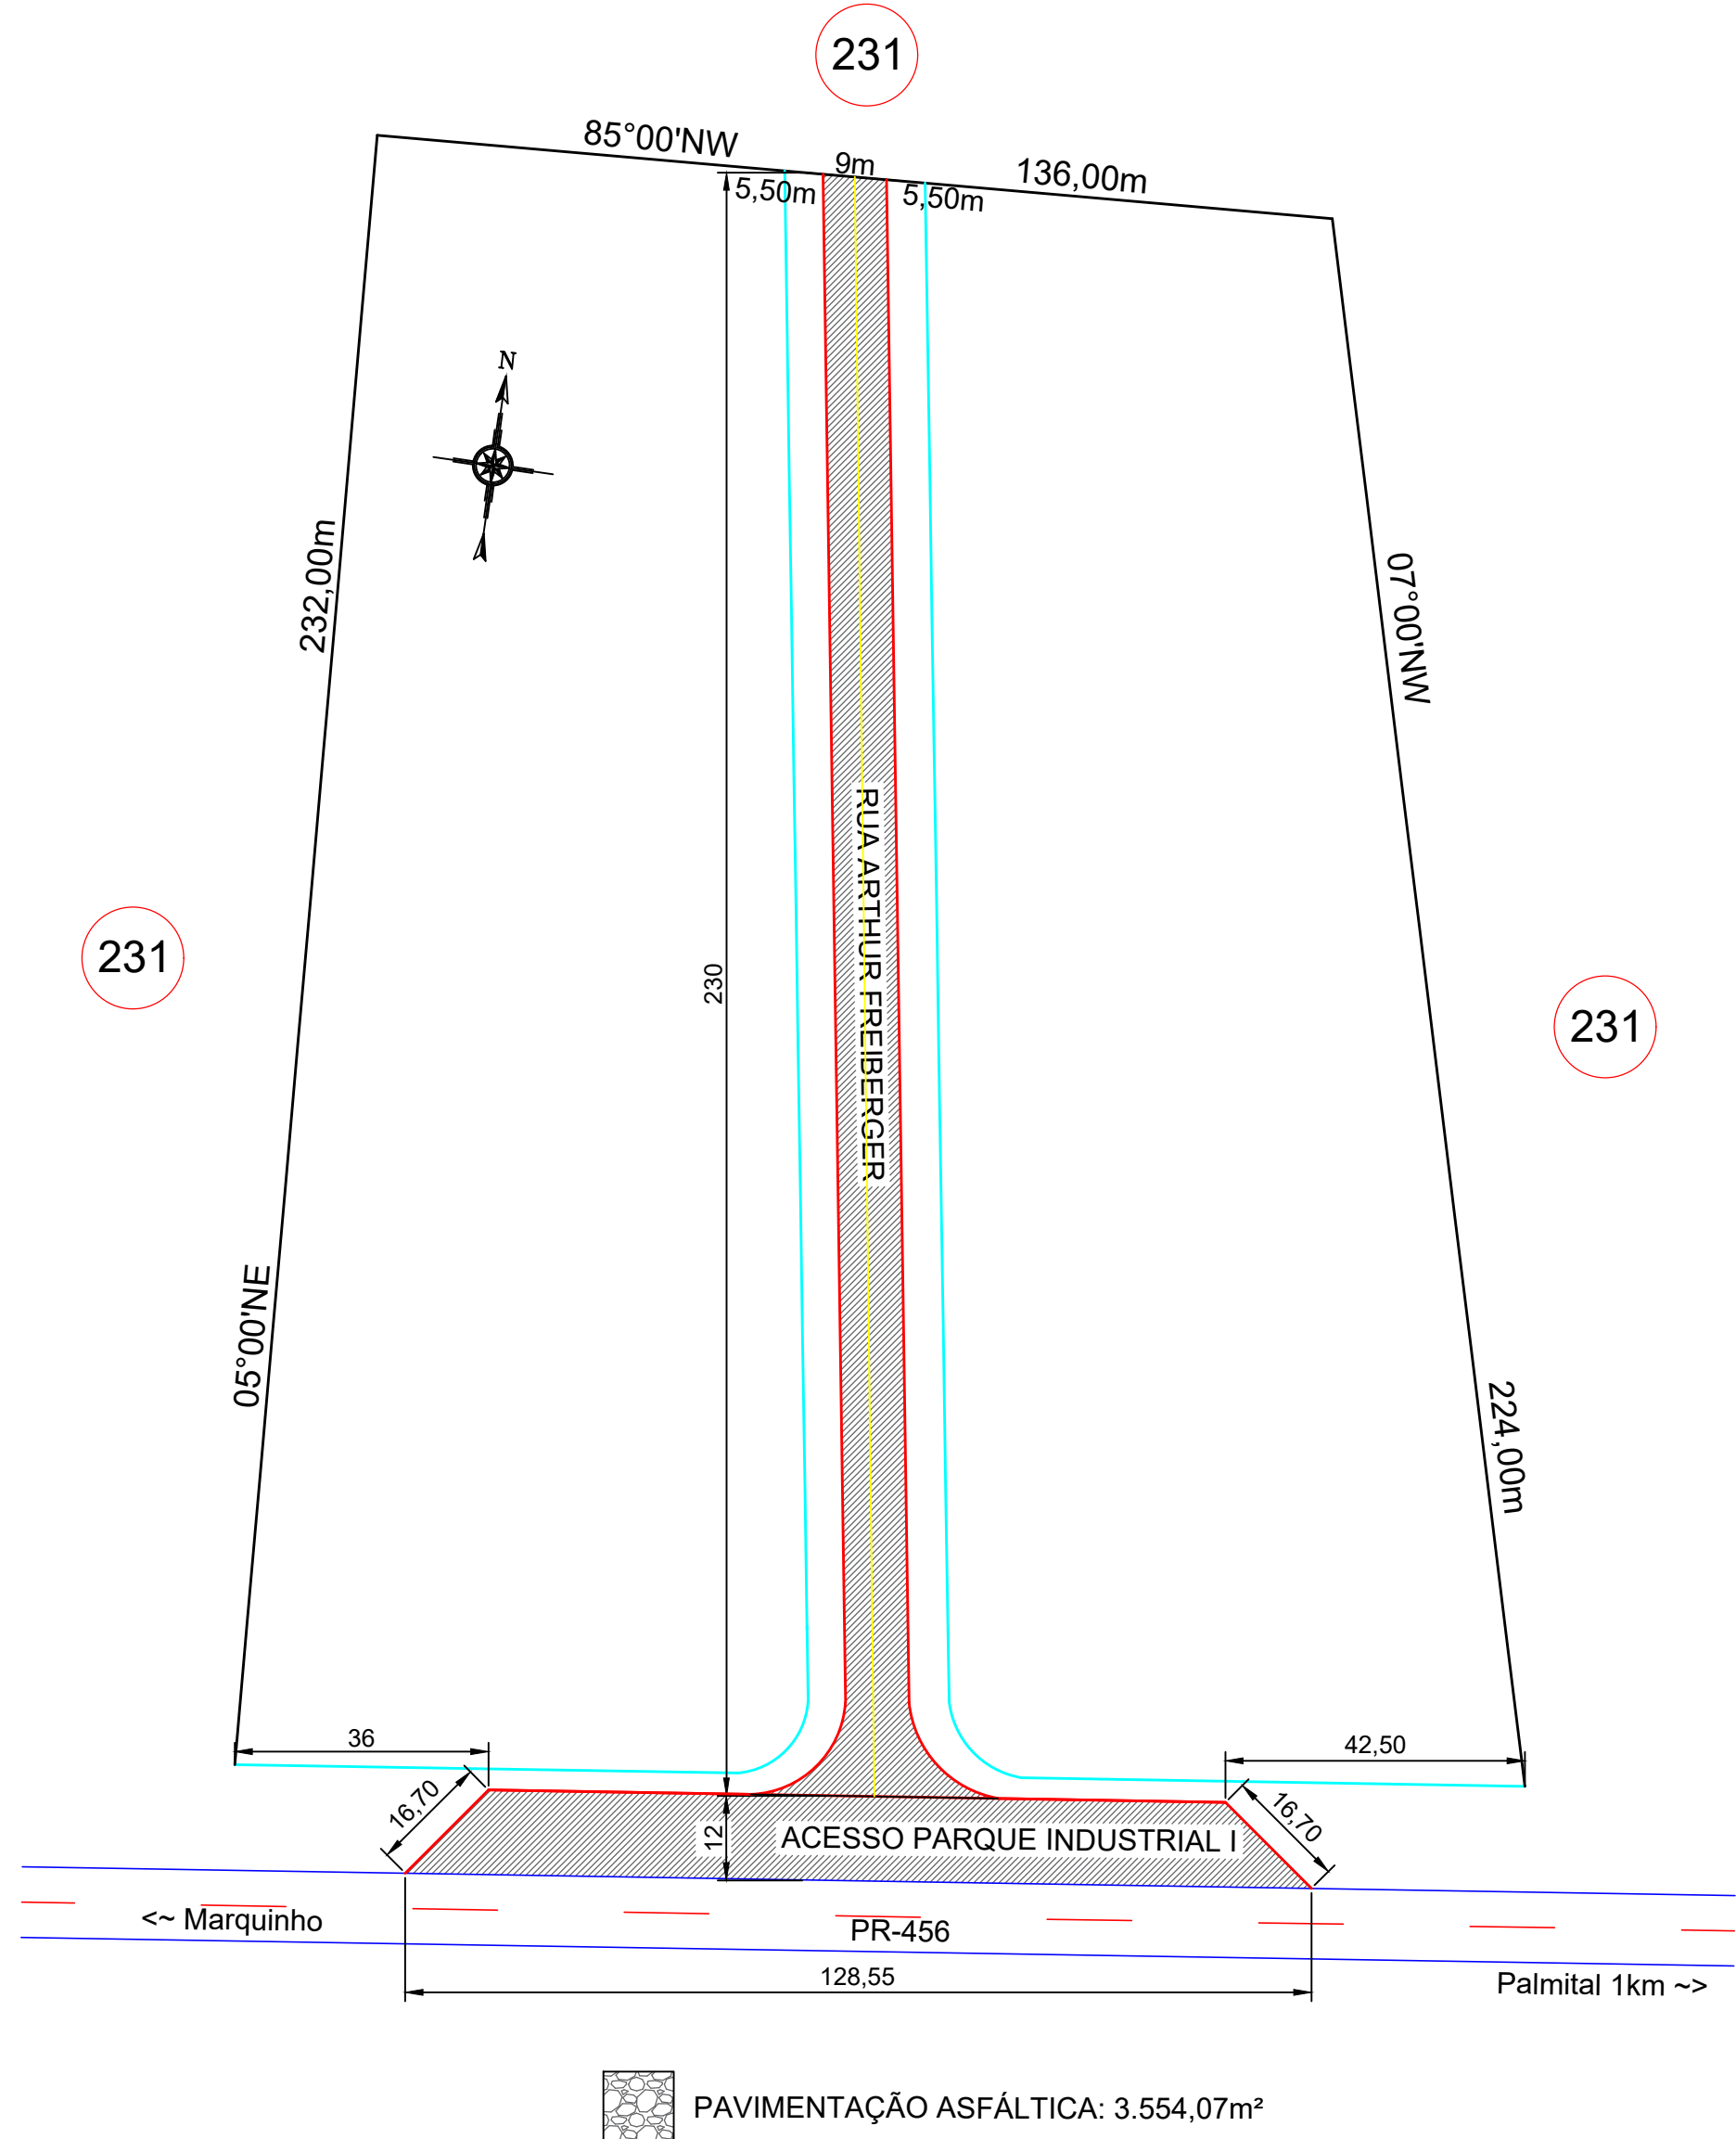 231
85°00'NW
9m
136,00m
5,50m
5,50m
N
232,00m
07°00'NW
RUA ARTHUR FREIBERGER
231
230
231
05°00'NE
224,00m
36
42,50
16,70
16,70
12
ACESSO PARQUE INDUSTRIAL I
<~ Marquinho
PR-456
128,55
Palmital 1km ~>
PAVIMENTAÇÃO ASFÁLTICA: 3.554,07m²